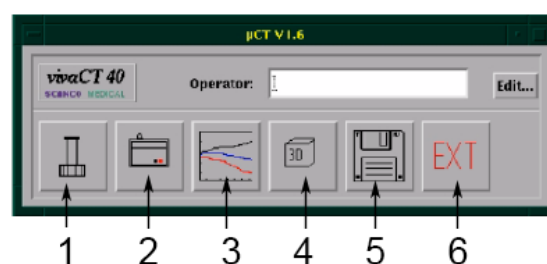 µCT V1.6
vivaCT 40
SCANCO MEDICAL
Operator:
Edit...
3D
EXT
1 2 3 4 5 6